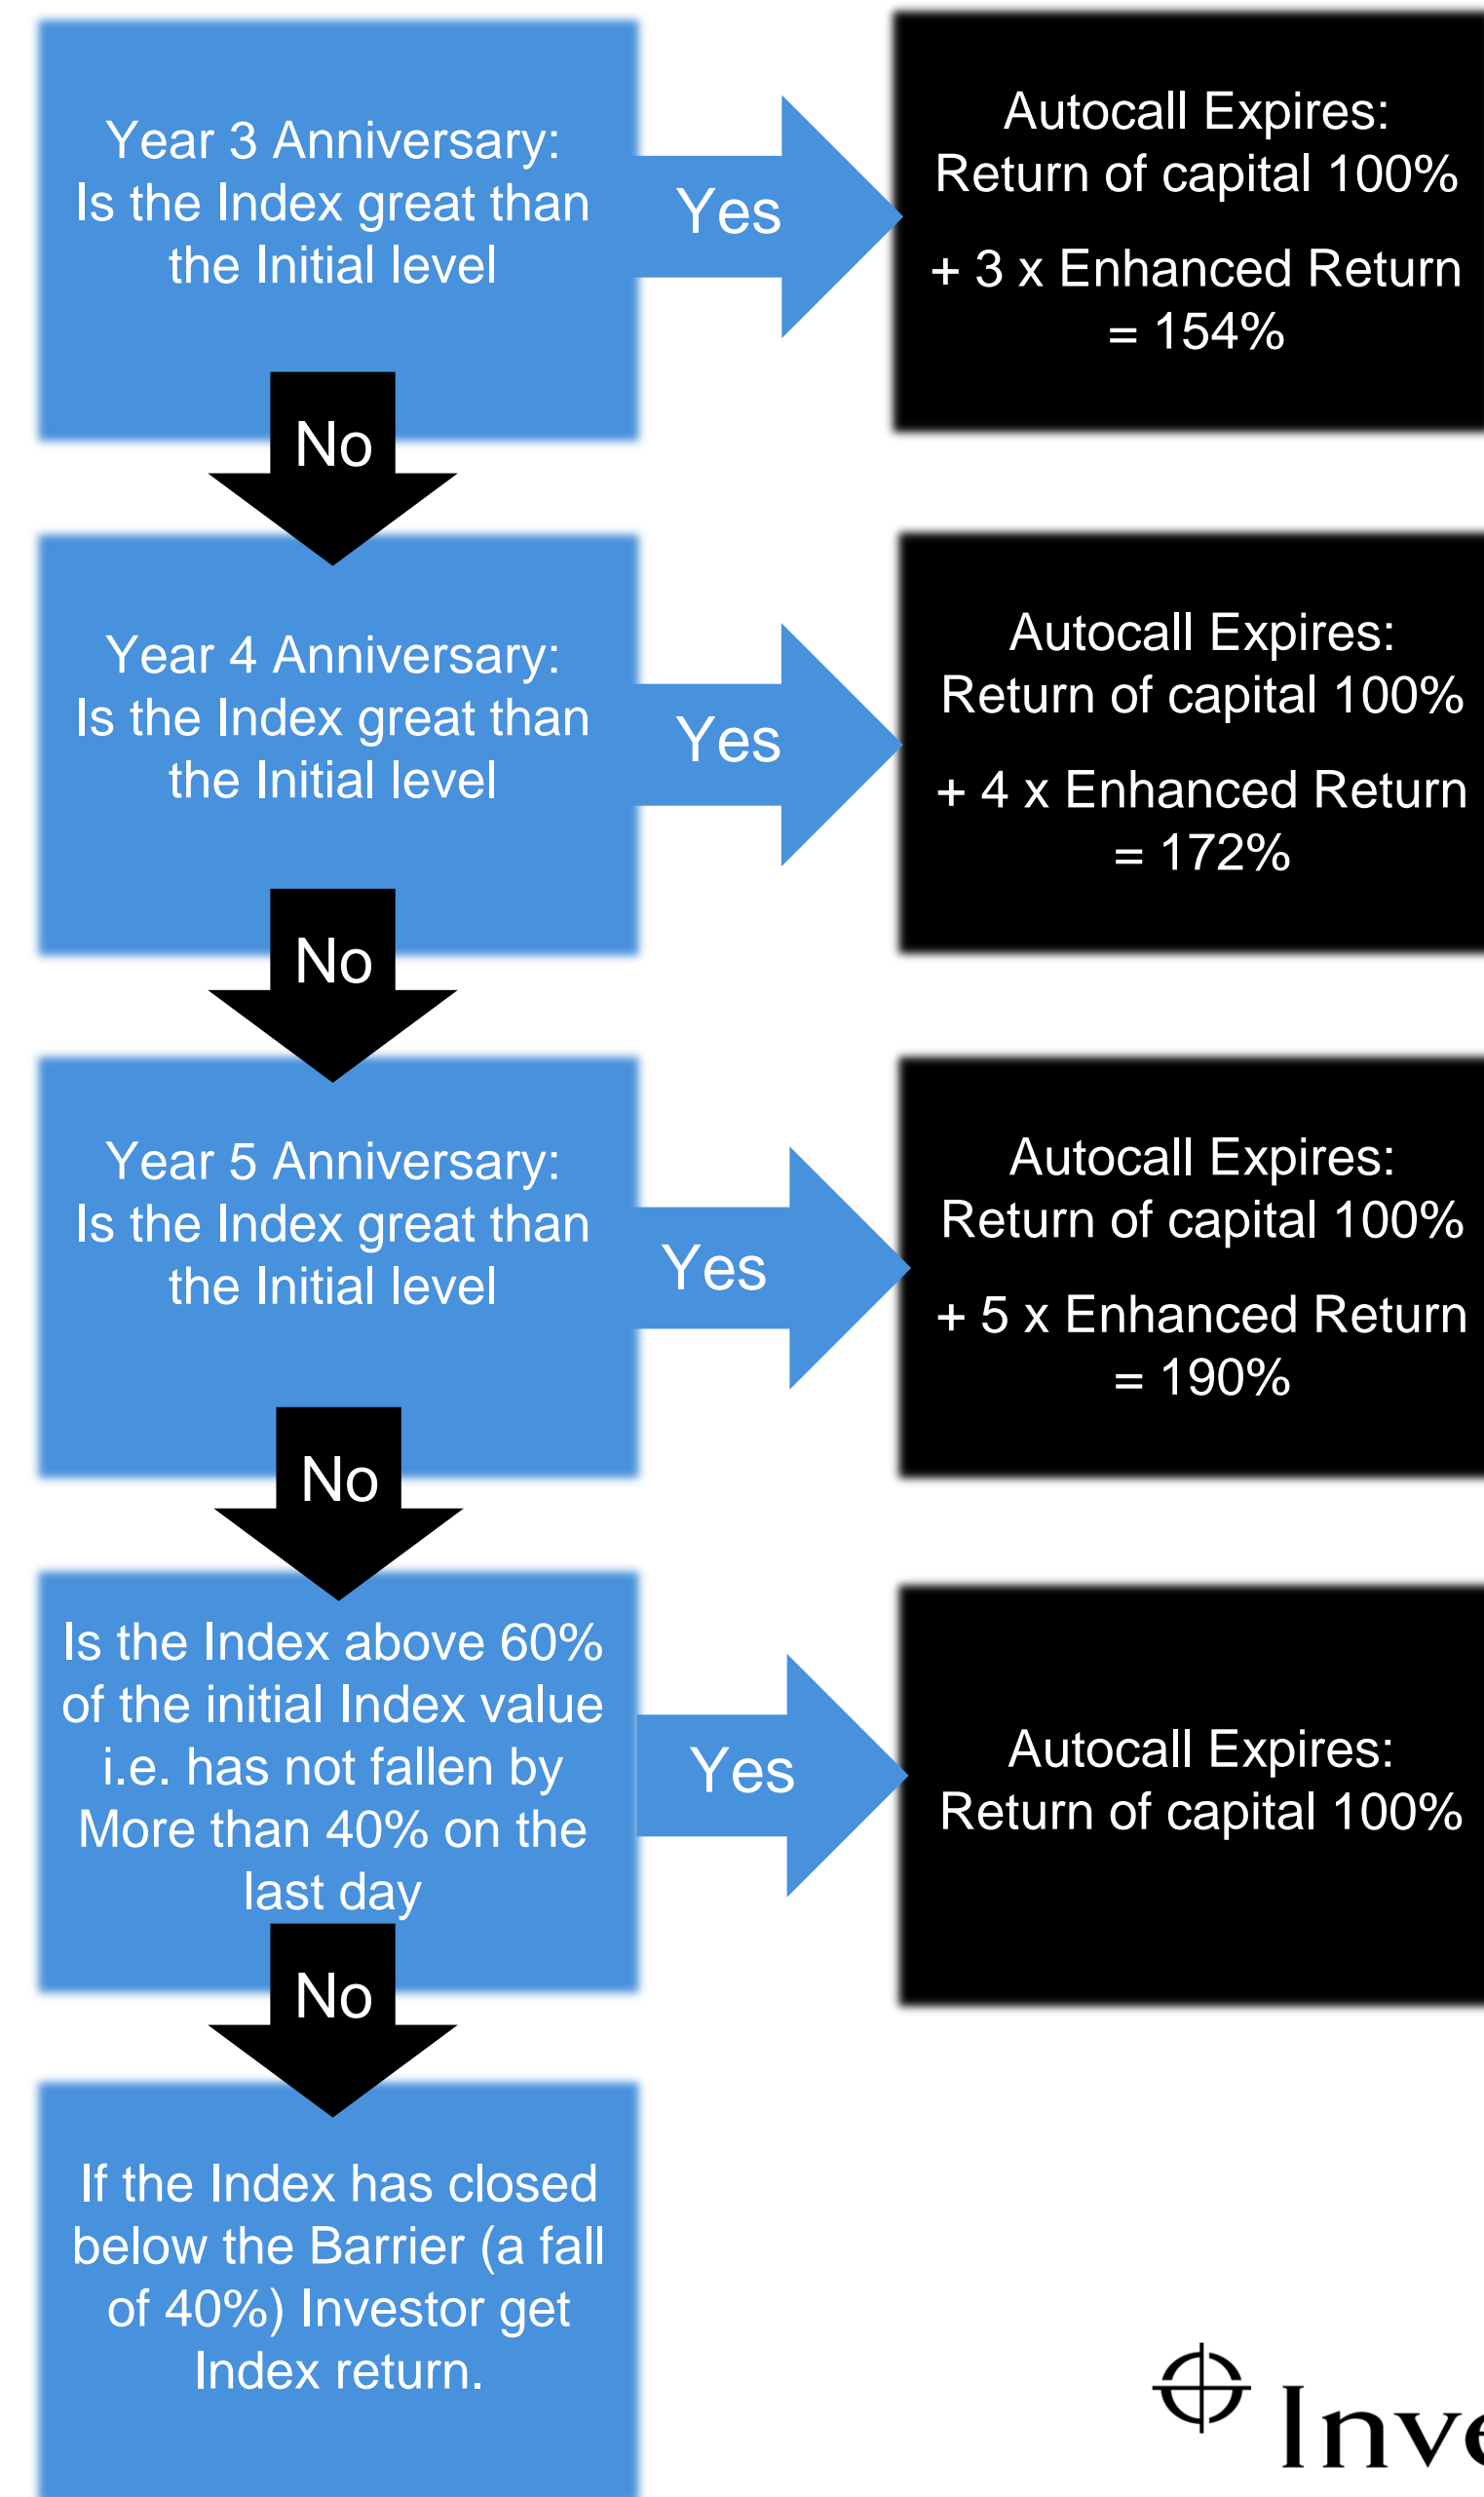 Year 3 Anniversary:
Is the Index great than
the Initial level
Yes
Autocall Expires:
Return of capital 100%
+ 3 x Enhanced Return
= 154%
No
Year 4 Anniversary:
Is the Index great than
the Initial level
Yes
Autocall Expires:
Return of capital 100%
+ 4 x Enhanced Return
= 172%
No
Year 5 Anniversary:
Is the Index great than
the Initial level
Yes
Autocall Expires:
Return of capital 100%
+ 5 x Enhanced Return
= 190%
No
Is the Index above 60%
of the initial Index value
i.e. has not fallen by
More than 40% on the
last day
Yes
Autocall Expires:
Return of capital 100%
No
If the Index has closed
below the Barrier (a fall
of 40%) Investor get
Index return.